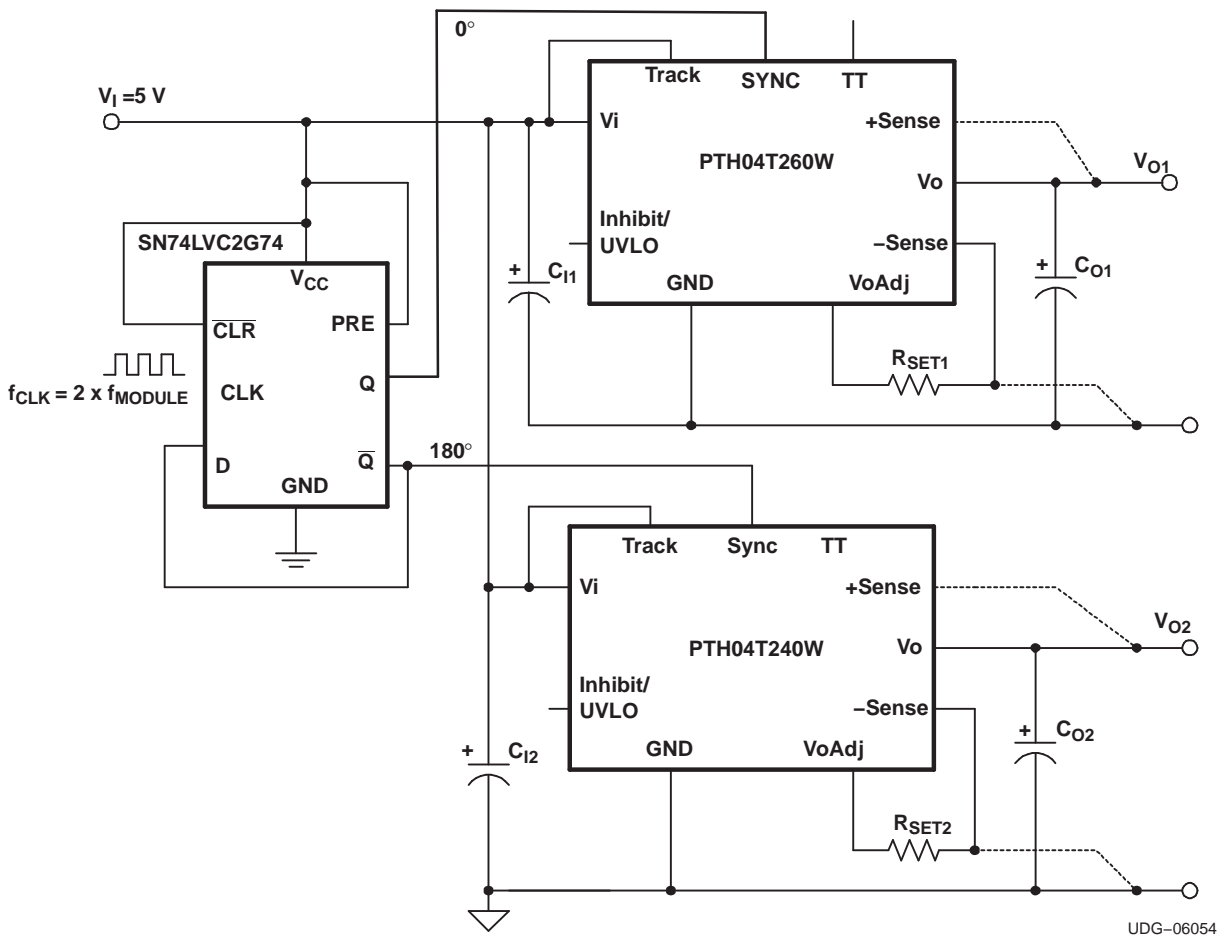 0°
Track
SYNC
TT
V_I =5 V
Vi
+Sense
PTH04T260W
V_O1
Vo
Inhibit/
UVLO
−Sense
SN74LVC2G74
V_CC
+
C_I1
+
C_O1
GND
VoAdj
CLR
PRE
R_SET1
f_CLK = 2 x f_MODULE
CLK
Q
D
Q
180°
GND
Track
Sync
TT
Vi
+Sense
V_O2
PTH04T240W
Vo
Inhibit/
UVLO
−Sense
+
C_I2
+
C_O2
GND
VoAdj
R_SET2
UDG−06054